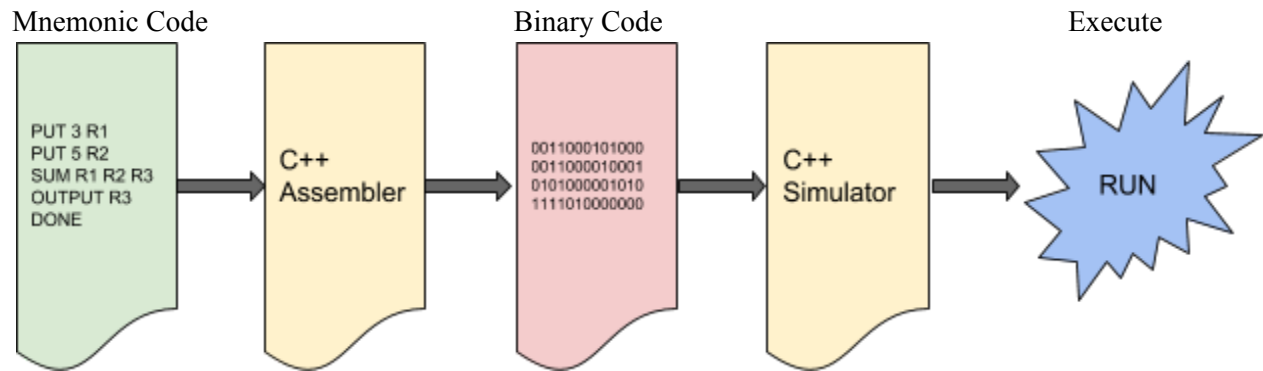 Mnemonic Code
Binary Code
Execute
PUT 3 R1
PUT 5 R2
SUM R1 R2 R3
OUTPUT R3
DONE
C++
Assembler
0011000101000
0011000010001
0101000001010
1111010000000
C++
Simulator
RUN